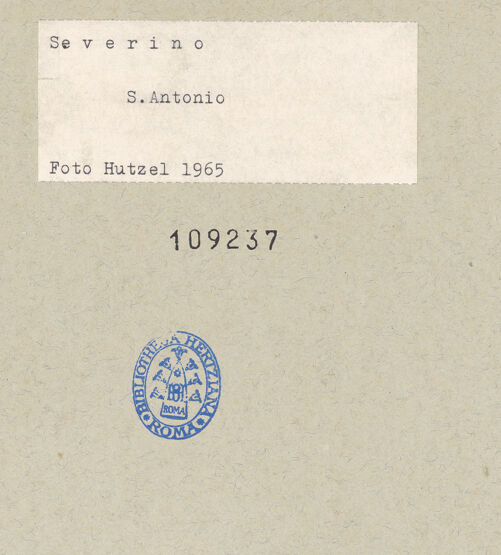 Severino
S.Antonio
Foto Hutzel 1965
109237
BIBLIOTHECA HERTZIANA
ROMA
ROMA